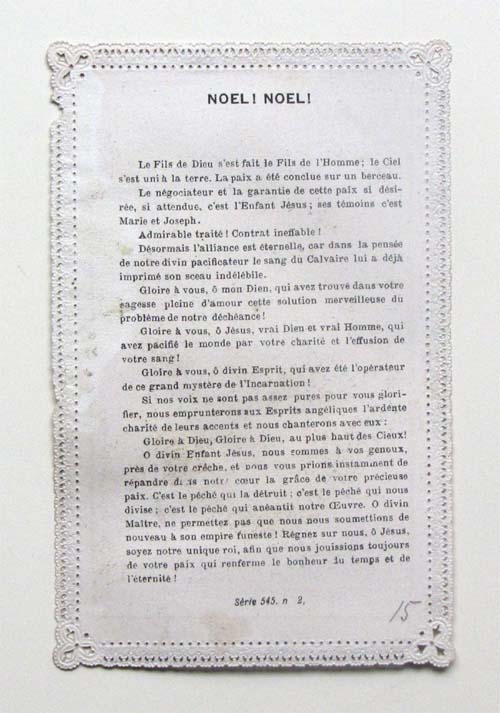 NOEL! NOEL!
Le Fils de Dieu s'est fait le Fils de l'Homme; le Ciel
s'est uni à la terre. La paix a été conclue sur un berceau.
Le négociateur et la garantie de cette paix si dési-
rée, si attendue, c'est l'Enfant Jésus; ses témoins c'est
Marie et Joseph.
Admirable traité! Contrat ineffable!
Désormais l'alliance est éternelle, car dans la pensée
de notre divin pacificateur le sang du Calvaire lui a déjà
imprimé son sceau indélébile.
Gloire à vous, ô mon Dieu, qui avez trouvé dans votre
sagesse pleine d'amour cette solution merveilleuse du
problème de notre déchéance!
Gloire à vous, ô Jésus, vrai Dieu et vrai Homme, qui
avez pacifié le monde par votre charité et l'effusion de
votre sang!
Gloire à vous, ô divin Esprit, qui avez été l'opérateur
de ce grand mystère de l'Incarnation!
Si nos voix ne sont pas assez pures pour vous glori-
fier, nous emprunterons aux Esprits angéliques l'ardente
charité de leurs accents et nous chanterons avec eux:
Gloire à Dieu, Gloire à Dieu, au plus haut des Cieux!
O divin Enfant Jésus, nous sommes à vos genoux,
près de votre crêche, et nous vous prions instamment de
répandre dans notre cœur la grâce de votre précieuse
paix. C'est le péché qui la détruit; c'est le péché qui nous
divise; c'est le péché qui anéantit notre Œuvre. O divin
Maître, ne permettez pas que nous nous soumettions de
nouveau à son empire funeste! Régnez sur nous, ô Jésus,
soyez notre unique roi, afin que nous jouissions toujours
de votre paix qui renferme le bonheur du temps et de
l'éternité!
Série 545. n 2.
15